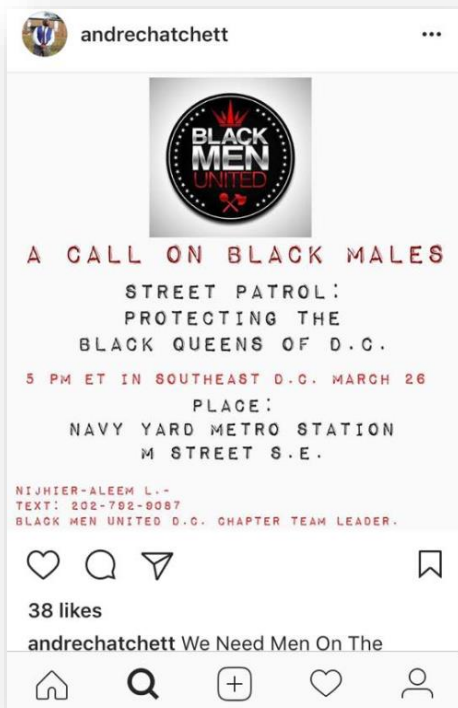 andrechatchett
BLACK
MEN
UNITED
A CALL ON BLACK MALES
STREET PATROL:
PROTECTING THE
BLACK QUEENS OF D.C.
5 PM ET IN SOUTHEAST D.C. MARCH 26
PLACE:
NAVY YARD METRO STATION
M STREET S.E.
NIJHIER-ALEEM L.-
TEXT: 202-792-9087
BLACK MEN UNITED D.C. CHAPTER TEAM LEADER.
38 likes
andrechatchett We Need Men On The